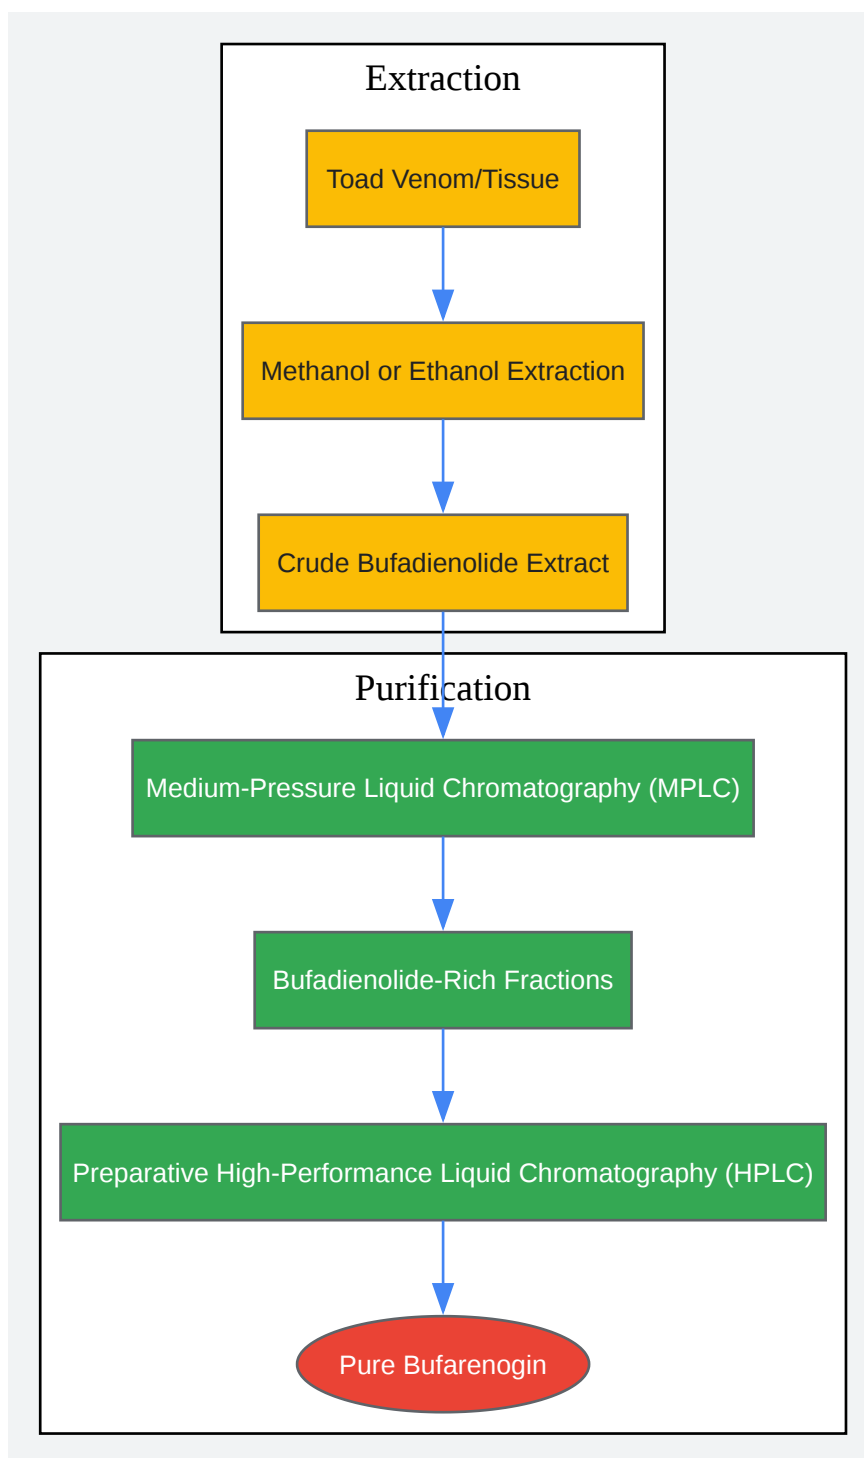 Extraction
Toad Venom/Tissue
Methanol or Ethanol Extraction
Crude Bufadienolide Extract
Purification
Medium-Pressure Liquid Chromatography (MPLC)
Bufadienolide-Rich Fractions
Preparative High-Performance Liquid Chromatography (HPLC)
Pure Bufarenogin